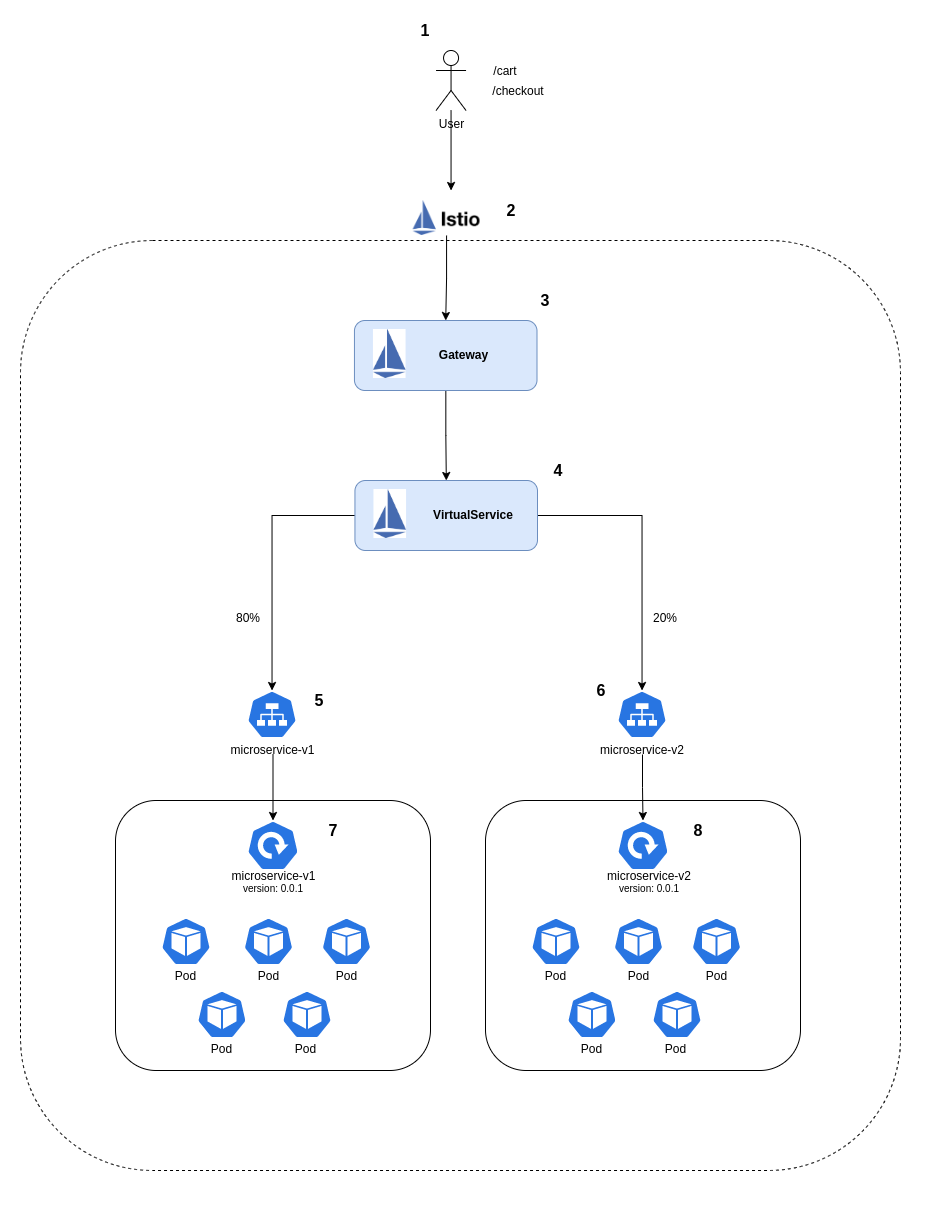 1
/cart
/checkout
User
Istio
2
3
Gateway
4
VirtualService
80%
20%
5
6
microservice-v1
microservice-v2
7
8
microservice-v1
version: 0.0.1
microservice-v2
version: 0.0.1
Pod
Pod
Pod
Pod
Pod
Pod
Pod
Pod
Pod
Pod